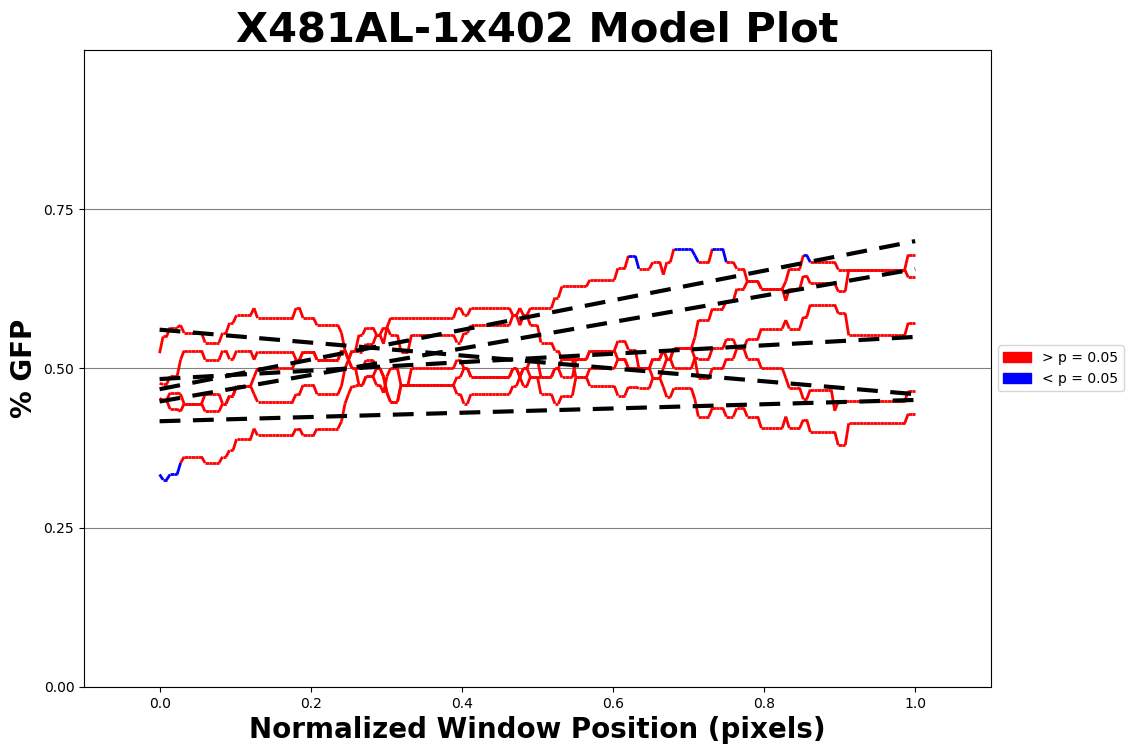 X481AL-1x402 Model Plot
% GFP
0.75
0.50
0.25
0.00
0.0 0.2 0.4 0.6 0.8 1.0
Normalized Window Position (pixels)
> p = 0.05
< p = 0.05